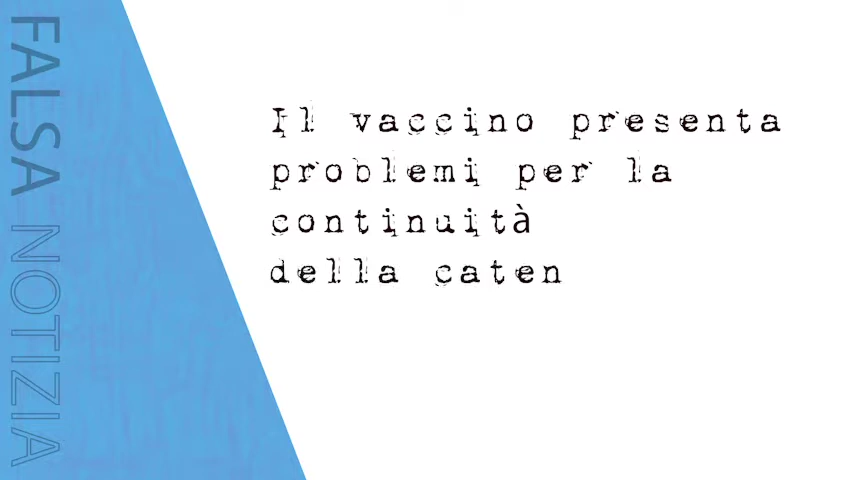 FALSA NOTIZIA
Il vaccino presenta
problemi per la
continuità
della caten